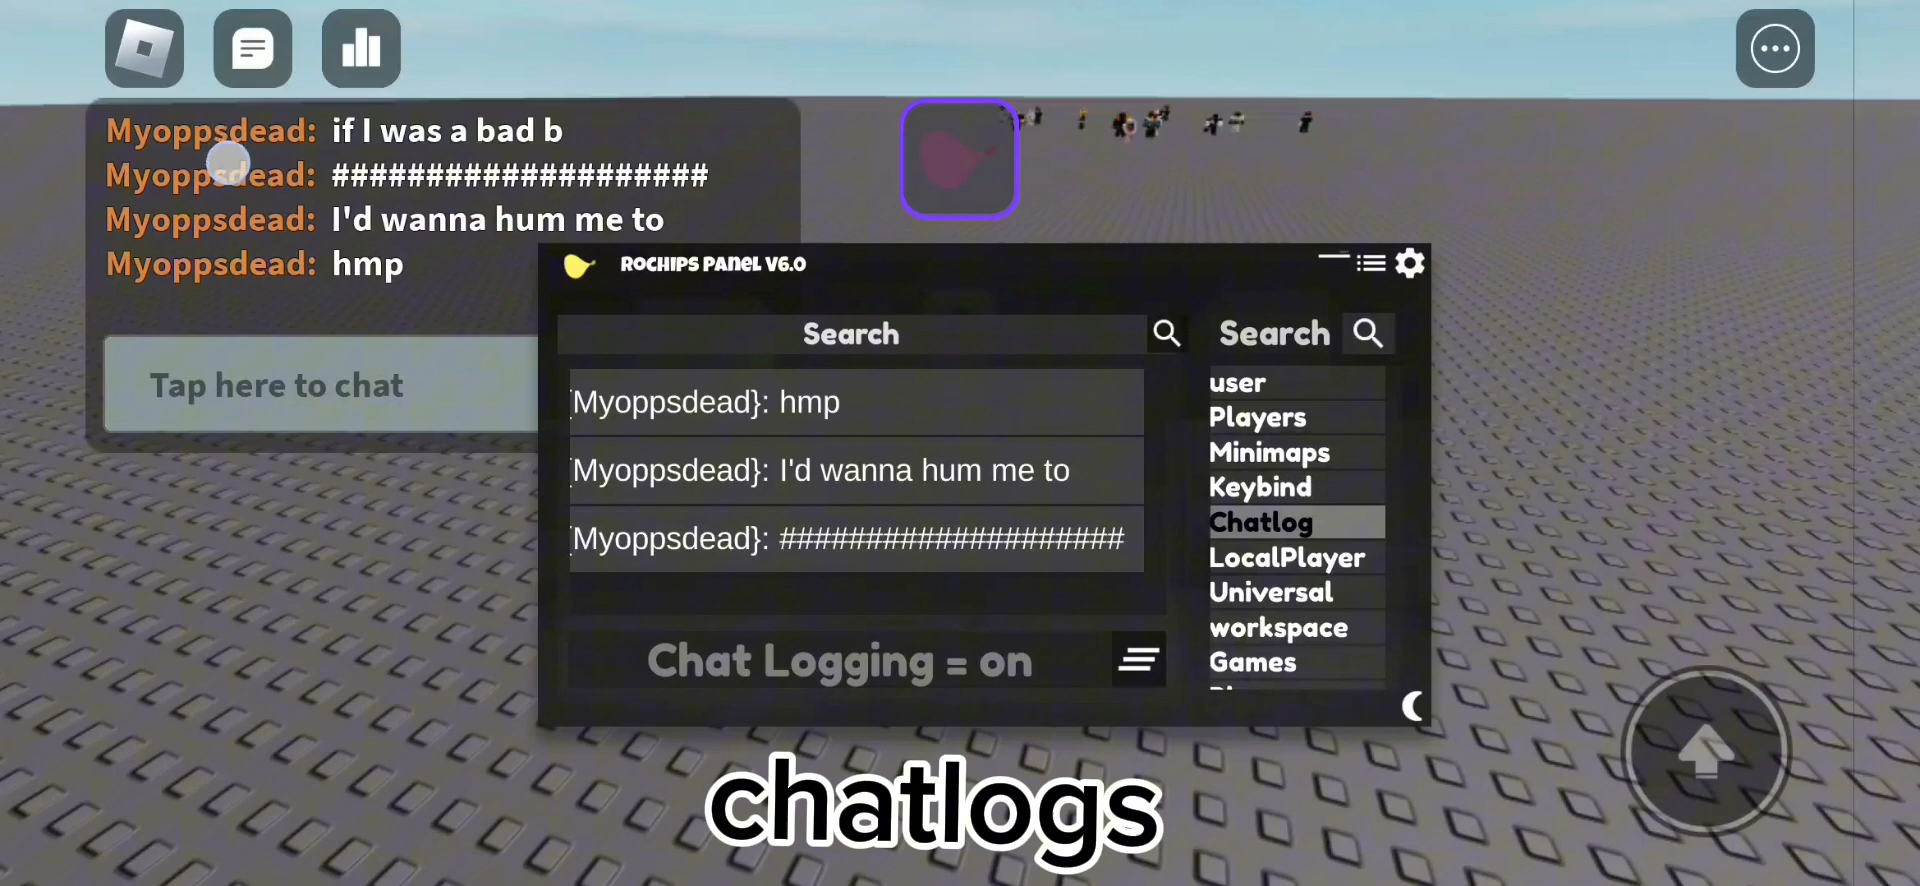 Myoppsdead: if I was a bad b
Myoppsdead: ####################
Myoppsdead: I'd wanna hum me to
Myoppsdead: hmp
Tap here to chat
ROCHIPS PANEL V6.0
Search
{Myoppsdead}: hmp
{Myoppsdead}: I'd wanna hum me to
{Myoppsdead}: ####################
Chat Logging = on
Search
user
Players
Minimaps
Keybind
Chatlog
LocalPlayer
Universal
workspace
Games
chatlogs